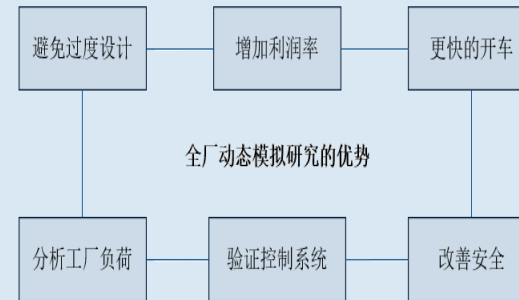 避免过度设计
增加利润率
更快的开车
全厂动态模拟研究的优势
分析工厂负荷
验证控制系统
改善安全